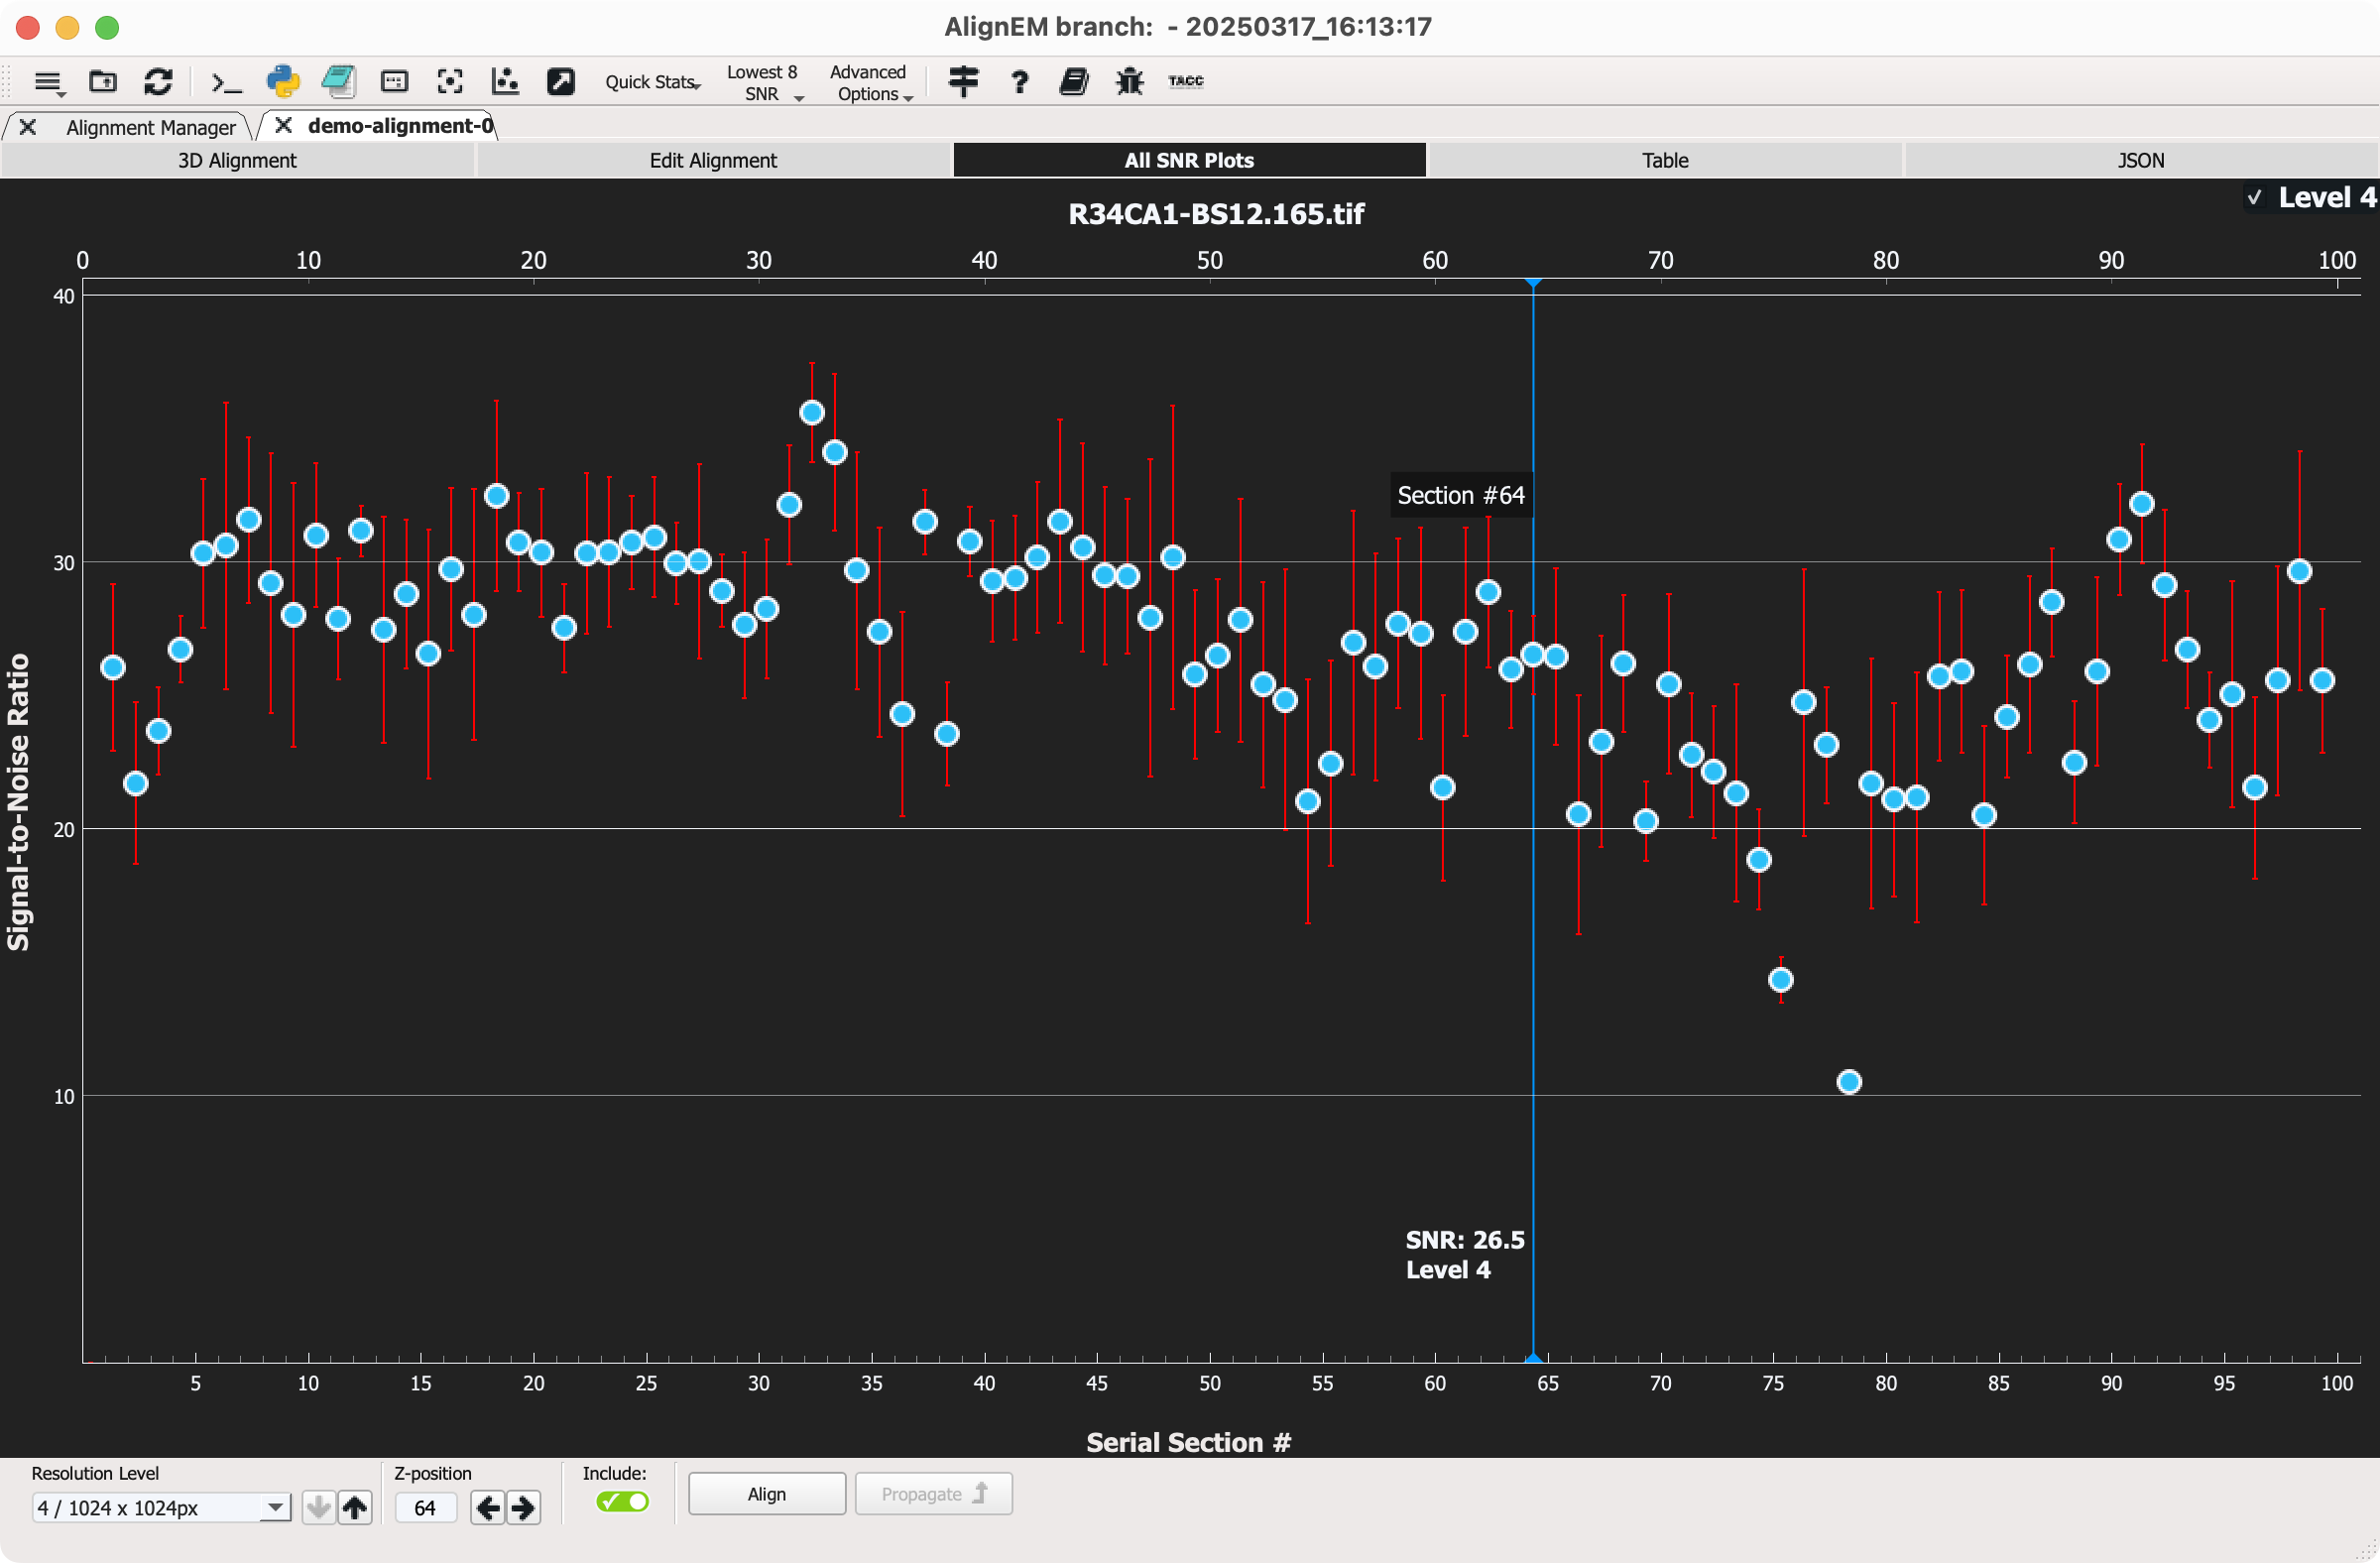 AlignEM branch:  - 20250317_16:13:17
Quick Stats
Lowest 8
SNR
Advanced
Options
?
TACC
Alignment Manager
demo-alignment-0
3D Alignment
Edit Alignment
All SNR Plots
Table
JSON
Level 4
R34CA1-BS12.165.tif
0 10 20 30 40 50 60 70 80 90 100
40
30
20
10
Signal-to-Noise Ratio
Section #64
SNR: 26.5
Level 4
5 10 15 20 25 30 35 40 45 50 55 60 65 70 75 80 85 90 95 100
Serial Section #
Resolution Level
Z-position
Include:
4 / 1024 x 1024px
64
Align
Propagate